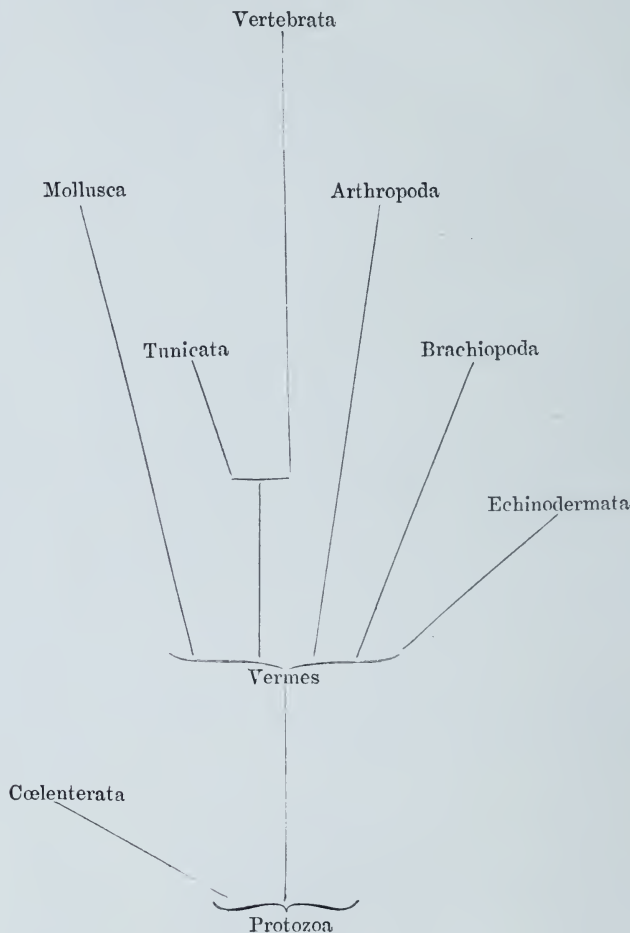 Vertebrata
Mollusca
Arthropoda
Tunicata
Brachiopoda
Echinodermata
Vermes
Cœlenterata
Protozoa